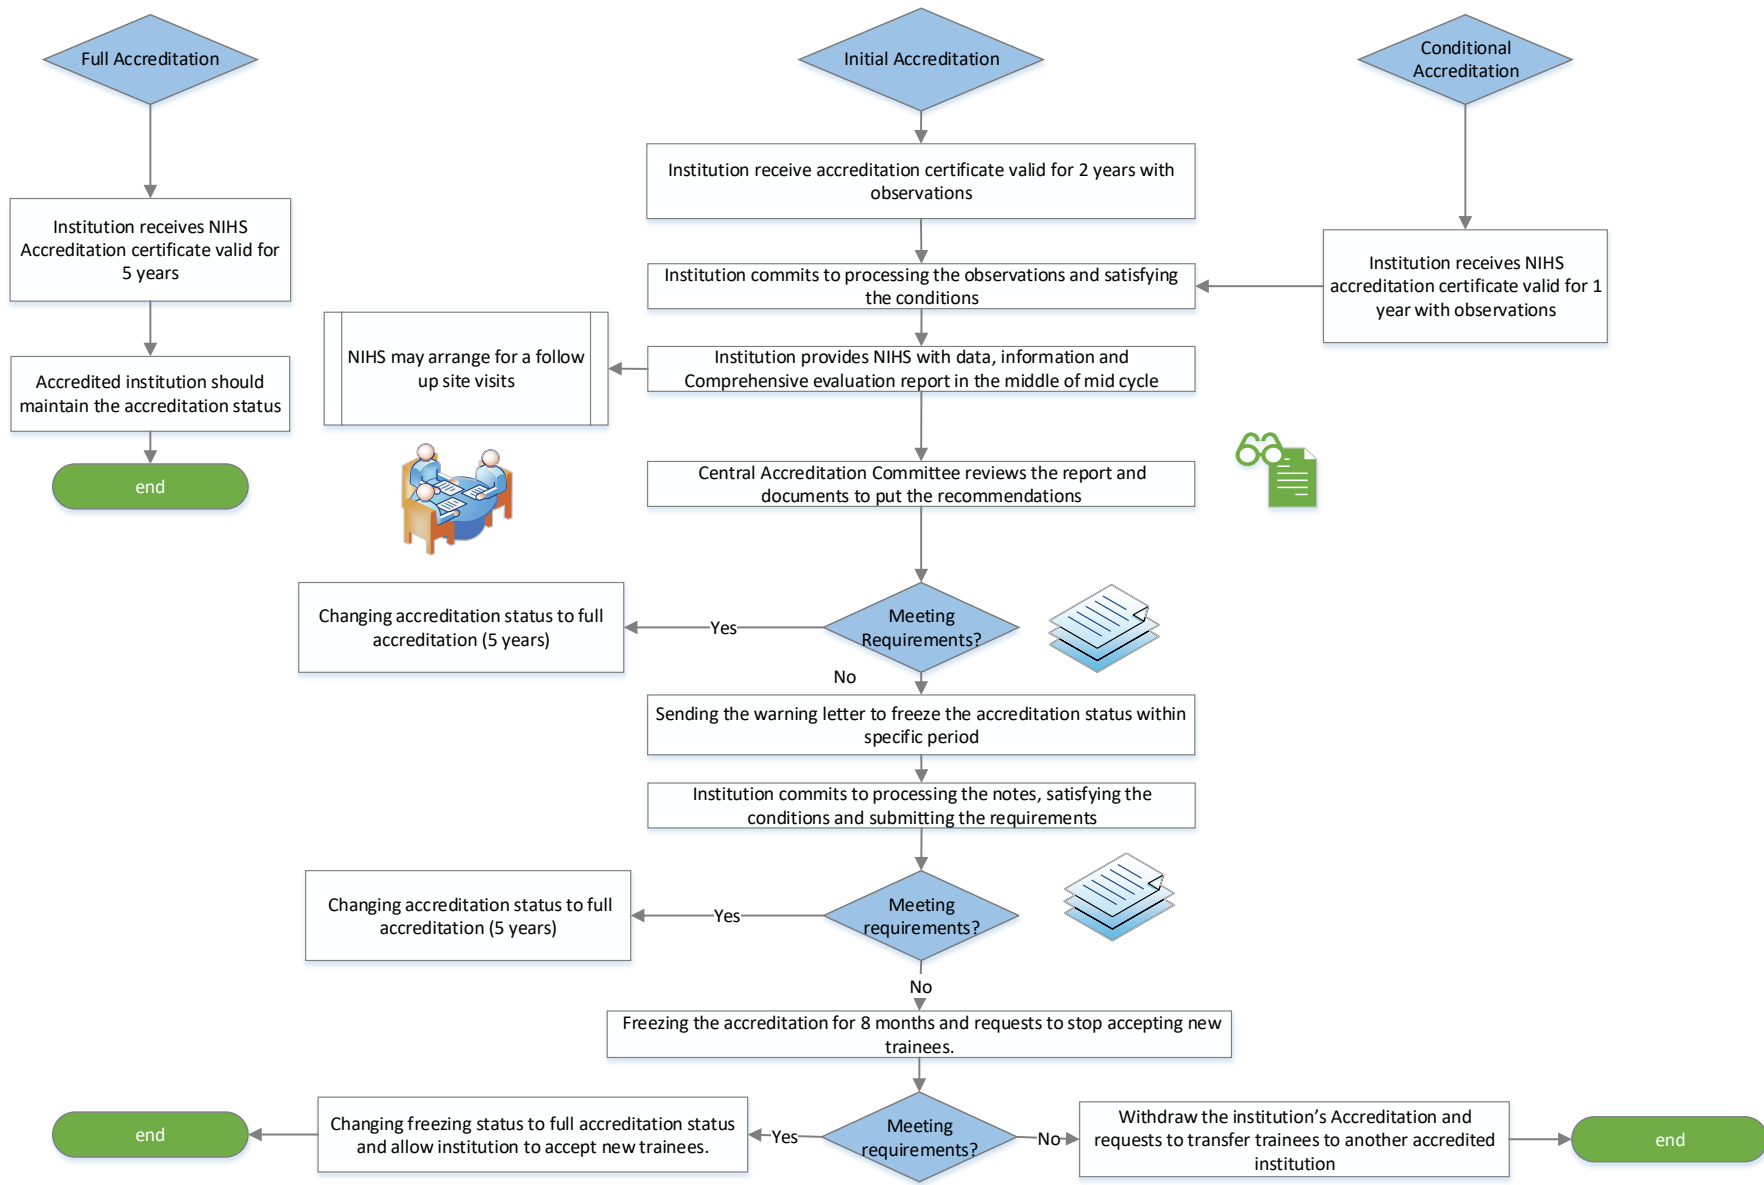 Full Accreditation
Initial Accreditation
Conditional
Accreditation
Institution receive accreditation certificate valid for 2 years with
observations
Institution receives NIHS
Accreditation certificate valid for
5 years
Institution receives NIHS
accreditation certificate valid for 1
year with observations
Institution commits to processing the observations and satisfying
the conditions
NIHS may arrange for a follow
up site visits
Institution provides NIHS with data, information and
Comprehensive evaluation report in the middle of mid cycle
Accredited institution should
maintain the accreditation status
end
Central Accreditation Committee reviews the report and
documents to put the recommendations
Meeting
Requirements?
Yes
Changing accreditation status to full
accreditation (5 years)
No
Sending the warning letter to freeze the accreditation status within
specific period
Institution commits to processing the notes, satisfying the
conditions and submitting the requirements
Meeting
requirements?
Yes
Changing accreditation status to full
accreditation (5 years)
No
Freezing the accreditation for 8 months and requests to stop accepting new
trainees.
Meeting
requirements?
Yes
Changing freezing status to full accreditation status
and allow institution to accept new trainees.
end
No
Withdraw the institution’s Accreditation and
requests to transfer trainees to another accredited
institution
end